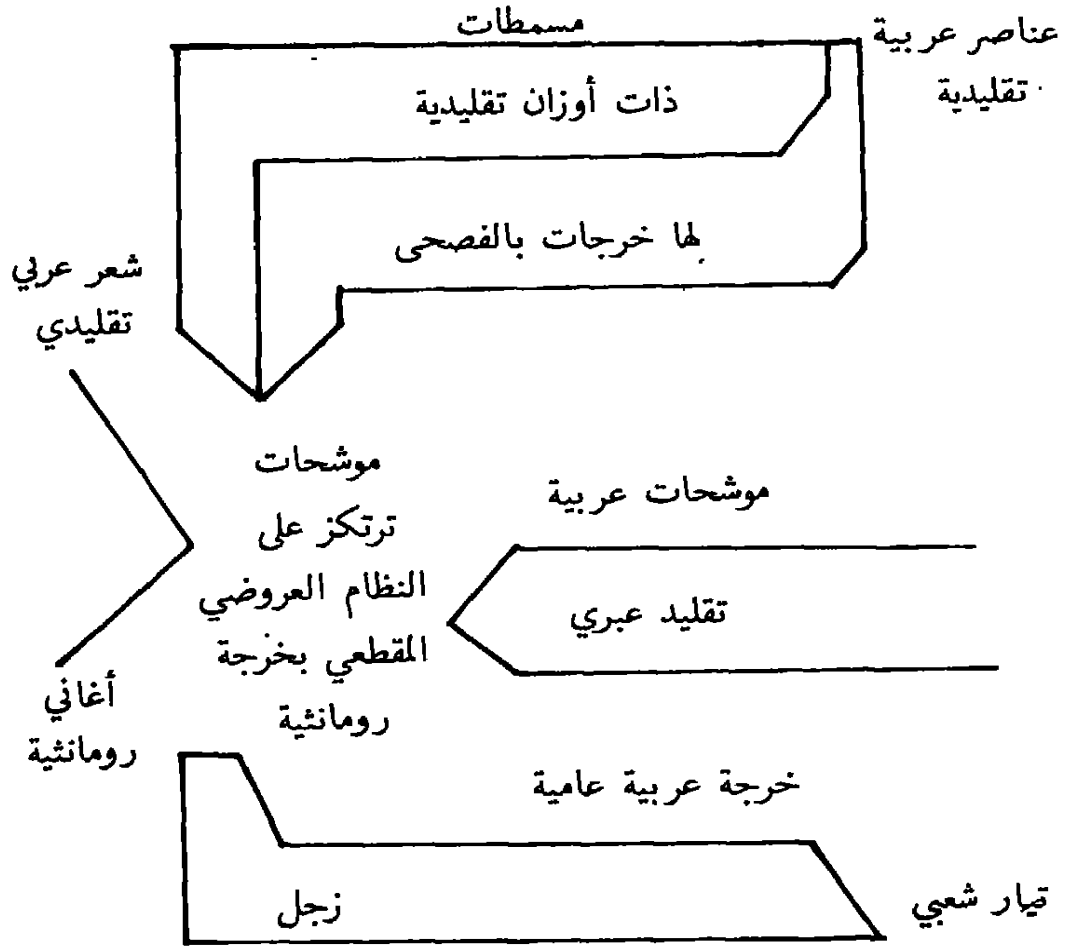 مسمطات
عناصر عربية
تقليدية
ذات أوزان تقليدية
لها خرجات بالفصحى
شعر عربي
تقليدي
موشحات
ترتكز على
النظام العروضي
المقطعي بخرجة
رومانثية
موشحات عربية
تقليد عبري
أغاني
رومانثية
خرجة عربية عامية
زجل
تيار شعبي